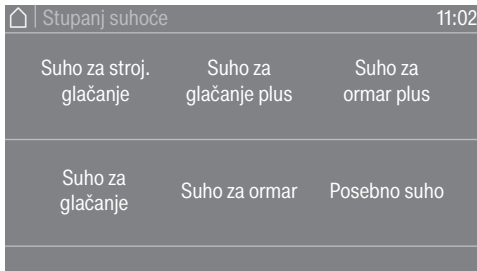 Stupanj suhoće 11:02
Suho za stroj. glačanje
Suho za glačanje plus
Suho za ormar plus
Suho za glačanje
Suho za ormar
Posebno suho